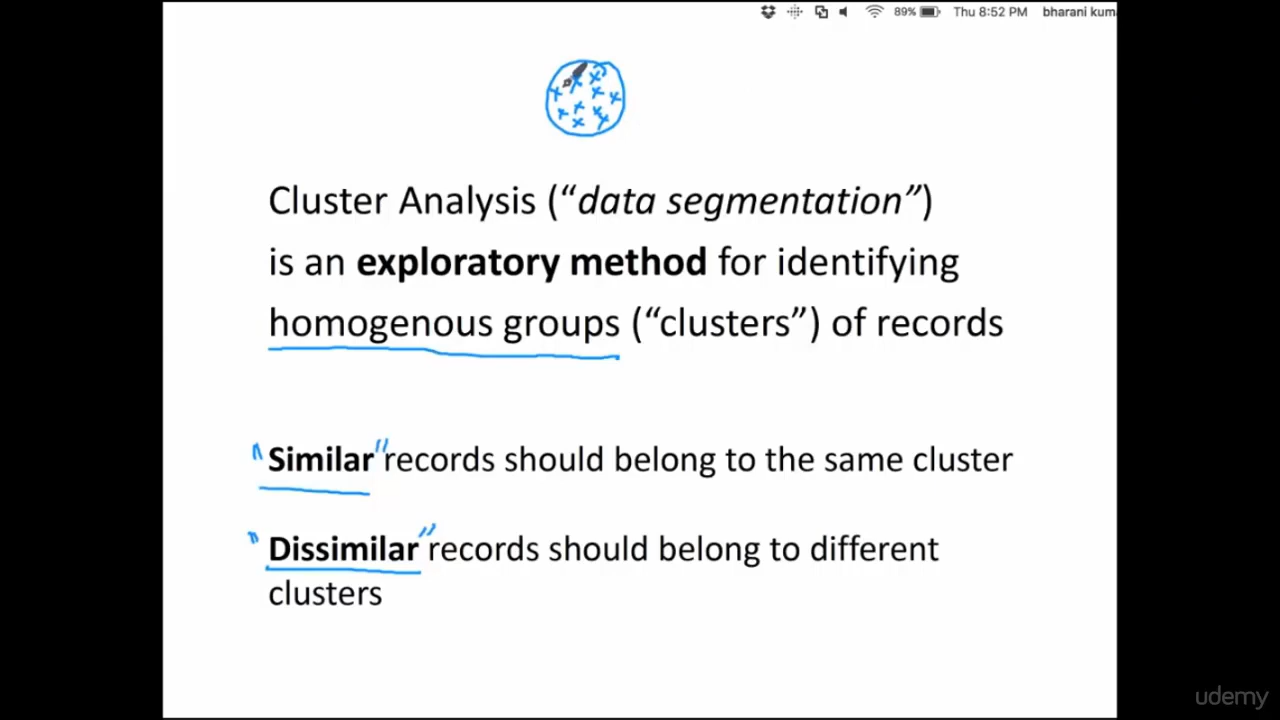 89% Thu 8:52 PM bharani kum
Cluster Analysis (“data segmentation”)
is an exploratory method for identifying
homogenous groups (“clusters”) of records
"Similar" records should belong to the same cluster
"Dissimilar" records should belong to different
clusters
udemy